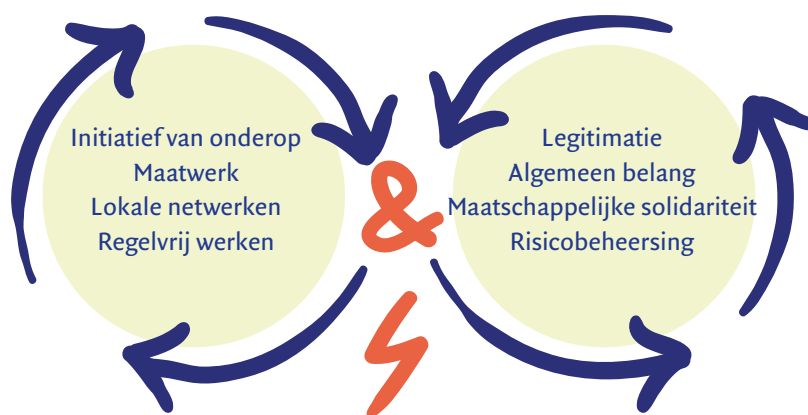 Initiatief van onderop
Maatwerk
Lokale netwerken
Regelvrij werken
&
Legitimatie
Algemeen belang
Maatschappelijke solidariteit
Risicobeheersing